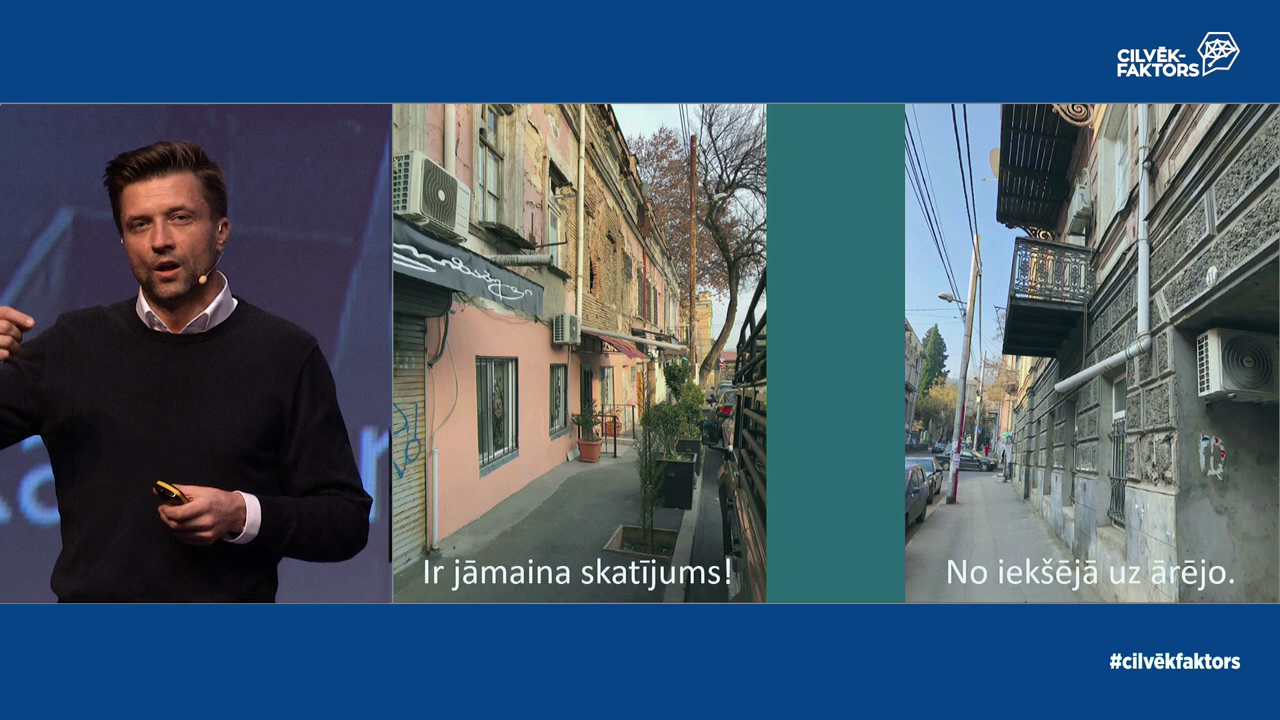 CILVĒK-
FAKTORS
Ir jāmaina skatījums!
No iekšējā uz ārējo.
#cilvēkfaktors